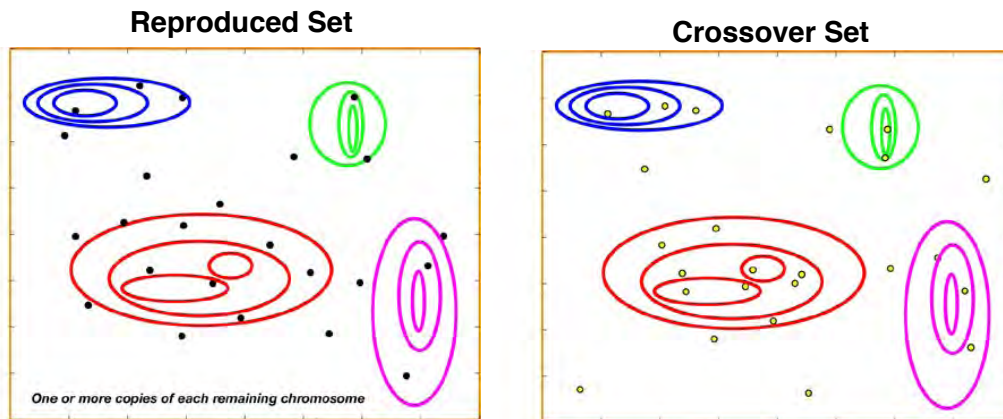 Reproduced Set
Crossover Set
One or more copies of each remaining chromosome